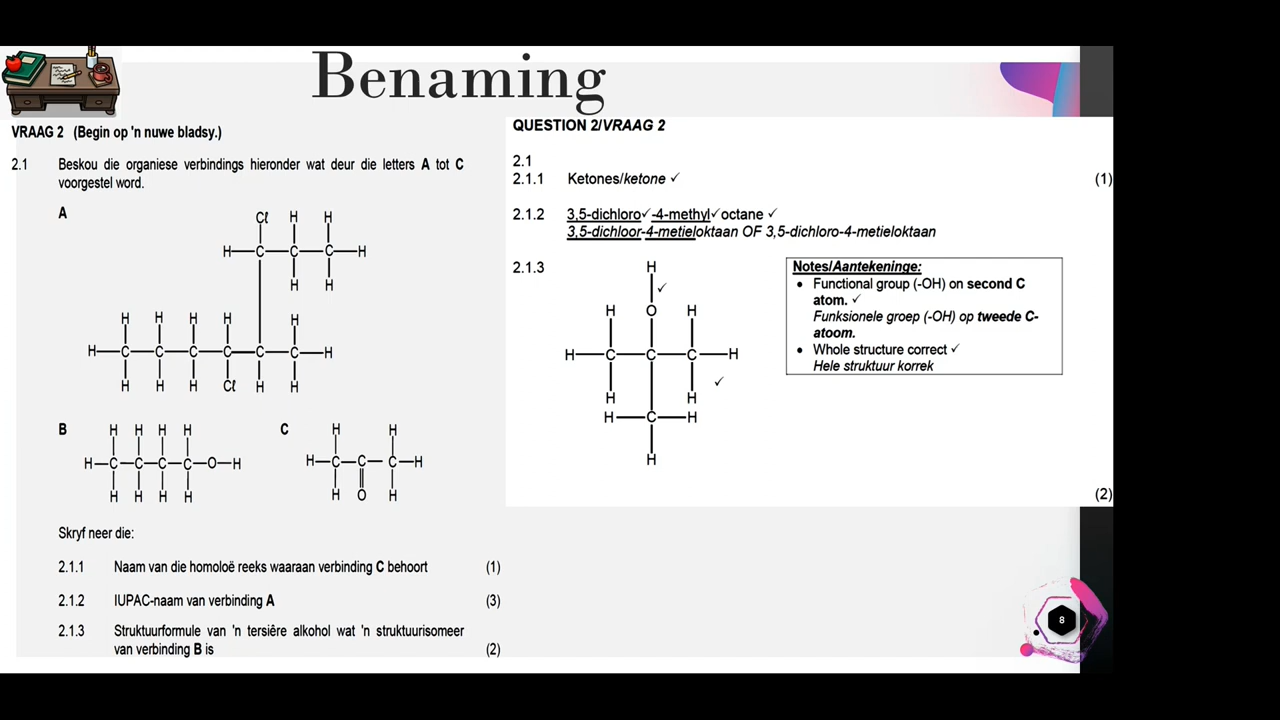 Benaming
VRAAG 2 (Begin op 'n nuwe bladsy.)
2.1 Beskou die organiese verbindings hieronder wat deur die letters A tot C
voorgestel word.
A
Cℓ H H
H C C C H
H H
H H H H H
H C C C C C C H
H H H Cℓ H H
B
H H H H
H C C C C O H
H H H H
C
H H
H C C C H
H O H
Skryf neer die:
2.1.1 Naam van die homoloë reeks waaraan verbinding C behoort (1)
2.1.2 IUPAC-naam van verbinding A (3)
2.1.3 Struktuurformule van 'n tersiêre alkohol wat 'n struktuurisomeer
van verbinding B is (2)
QUESTION 2/VRAAG 2
2.1
2.1.1 Ketones/ketone ✓ (1)
2.1.2 3,5-dichloro✓-4-methyl✓octane ✓
3,5-dichloor-4-metieloktaan OF 3,5-dichloro-4-metieloktaan
2.1.3
H
✓
H O H
H C C C H
✓
H H
H C H
H
Notes/Aantekeninge:
• Functional group (-OH) on second C
atom. ✓
Funksionele groep (-OH) op tweede C-
atoom.
• Whole structure correct ✓
Hele struktuur korrek
(2)
8